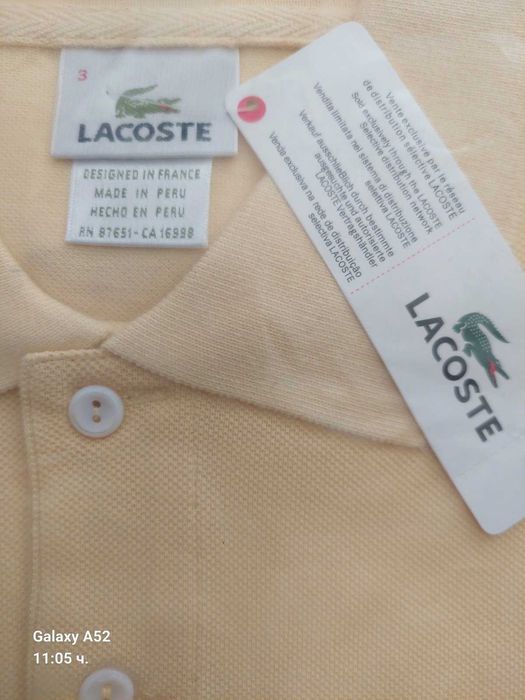 3
LACOSTE
DESIGNED IN FRANCE
MADE IN PERU
HECHO EN PERU
RN 87651-CA 16998
Vente exclusive par le réseau
de distribution sélective LACOSTE
Sold exclusively through the LACOSTE
Selective distribution network
Vendita limitata nel sistema di distribuzione
selettiva LACOSTE
Verkauf ausschließlich durch bestimmte
ausgesuchte und autorisierte
LACOSTE Vertragshändler
Venda exclusiva na rede de distribuição
selectiva LACOSTE
LACOSTE
Galaxy A52
11:05 ч.